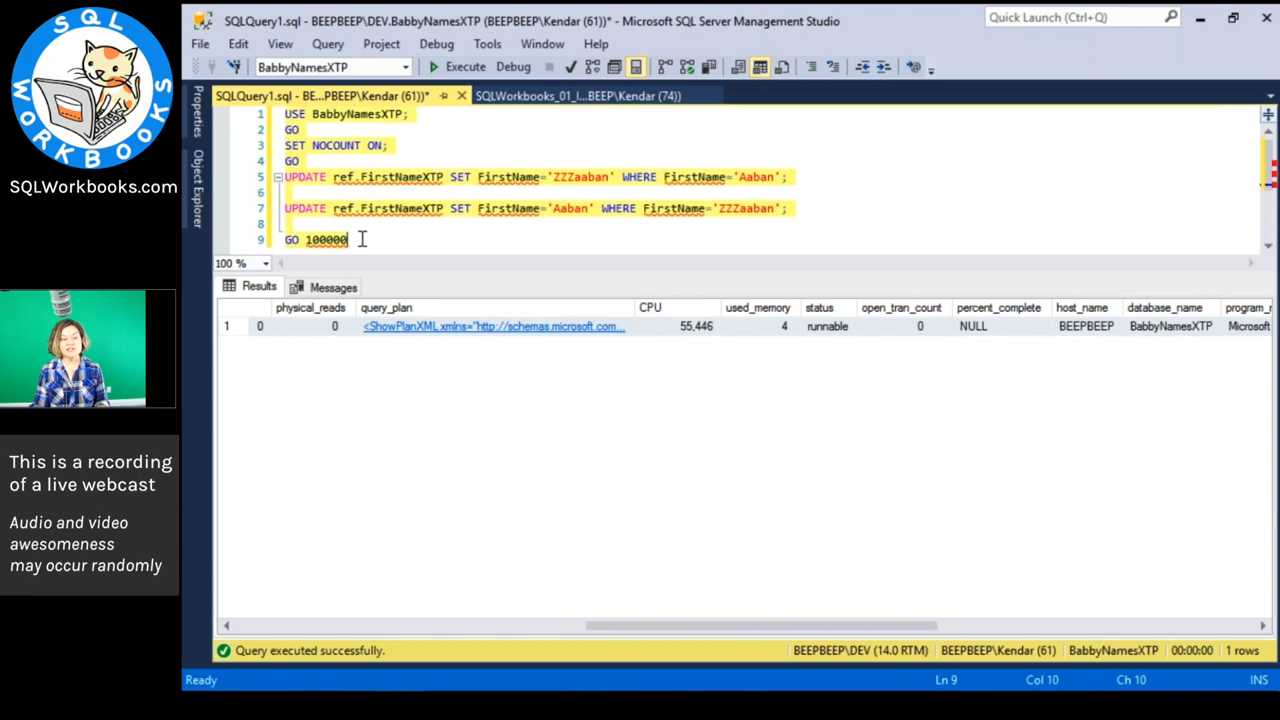 SQL
WORKBOOKS
SQLWorkbooks.com
This is a recording
of a live webcast
Audio and video
awesomeness
may occur randomly
SQLQuery1.sql - BEEPBEEP\DEV.BabbyNamesXTP (BEEPBEEP\Kendar (61))* - Microsoft SQL Server Management Studio
Quick Launch (Ctrl+Q)
File Edit View Query Project Debug Tools Window Help
BabbyNamesXTP Execute Debug
Properties
Object Explorer
SQLQuery1.sql - BE...PBEEP\Kendar (61))* SQLWorkbooks_01_I...BEEP\Kendar (74))
1 USE BabbyNamesXTP;
2 GO
3 SET NOCOUNT ON;
4 GO
5 UPDATE ref.FirstNameXTP SET FirstName='ZZZaaban' WHERE FirstName='Aaban';
6
7 UPDATE ref.FirstNameXTP SET FirstName='Aaban' WHERE FirstName='ZZZaaban';
8
9 GO 100000
100 %
Results Messages
physical_reads query_plan CPU used_memory status open_tran_count percent_complete host_name database_name
1 0 0 <ShowPlanXML xmlns="http://schemas.microsoft.com... 55,446 4 runnable 0 NULL BEEPBEEP BabbyNamesXTP Microsoft
Query executed successfully. BEEPBEEP\DEV (14.0 RTM) BEEPBEEP\Kendar (61) BabbyNamesXTP 00:00:00 1 rows
Ready Ln 9 Col 10 Ch 10 INS